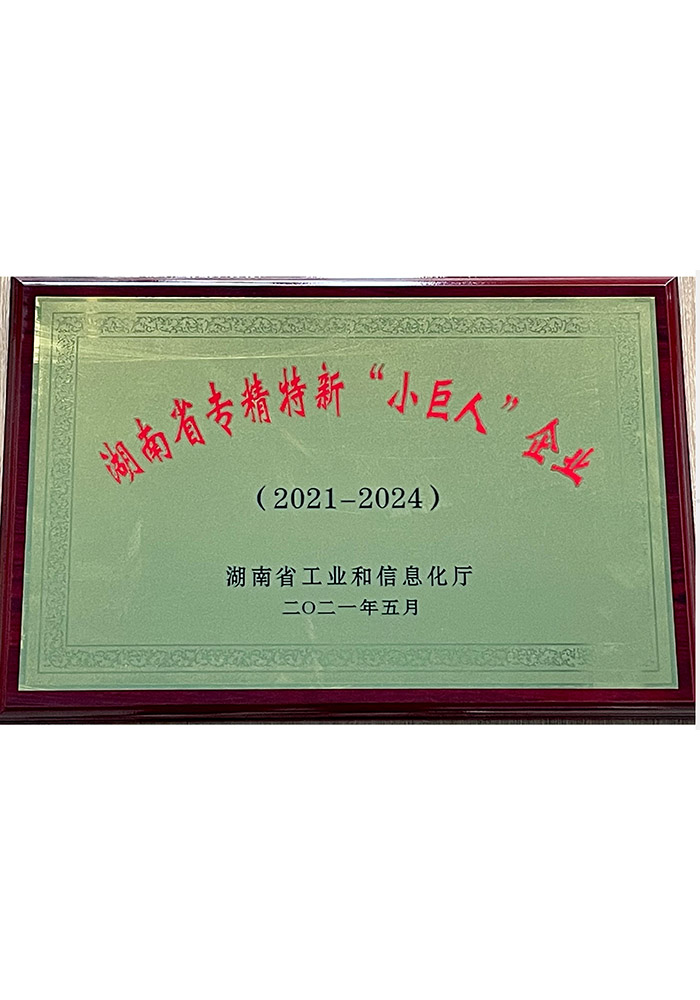 湖南省专精特新“小巨人”企业
（2021-2024）
湖南省工业和信息化厅
二〇二一年五月